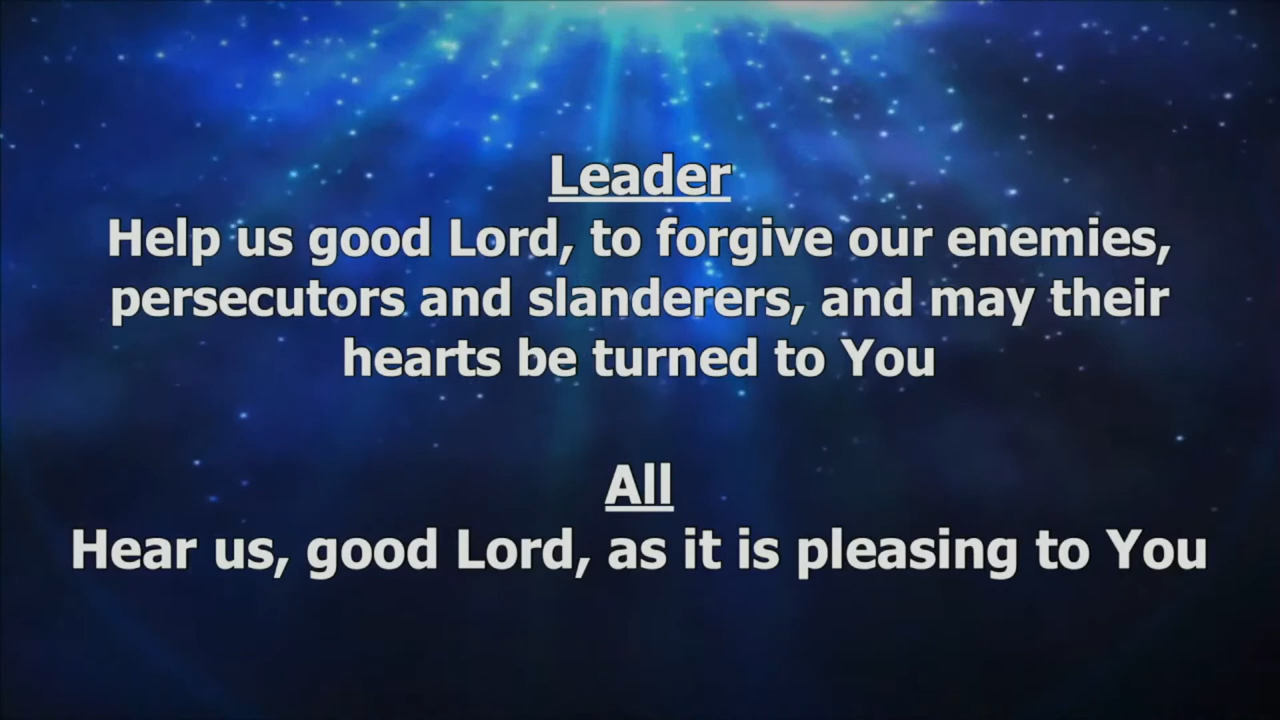 Leader
Help us good Lord, to forgive our enemies,
persecutors and slanderers, and may their
hearts be turned to You
All
Hear us, good Lord, as it is pleasing to You